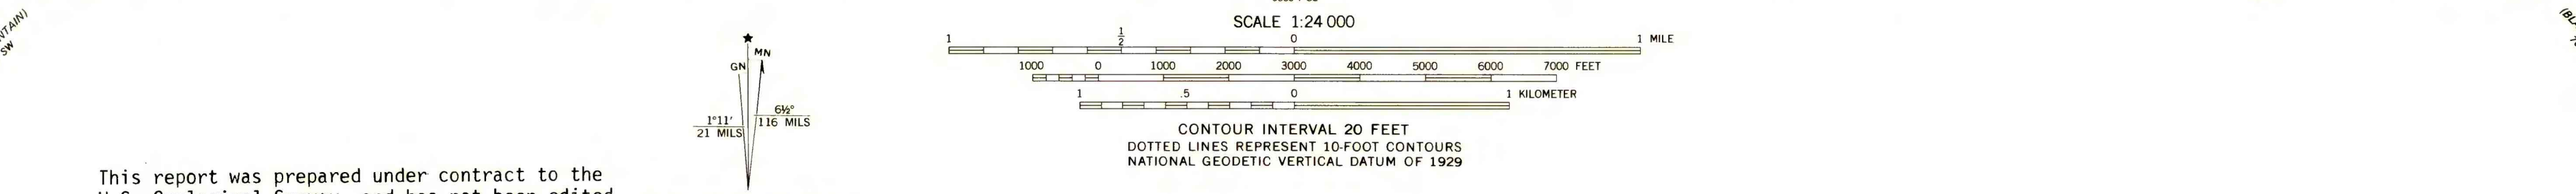 SCALE 1:24 000
1 ½ 0 1 MILE
1000 0 1000 2000 3000 4000 5000 6000 7000 FEET
1 .5 0 1 KILOMETER
CONTOUR INTERVAL 20 FEET
DOTTED LINES REPRESENT 10-FOOT CONTOURS
NATIONAL GEODETIC VERTICAL DATUM OF 1929
MN
GN
6½°
116 MILS
1°11′
21 MILS
SW
This report was prepared under contract to the